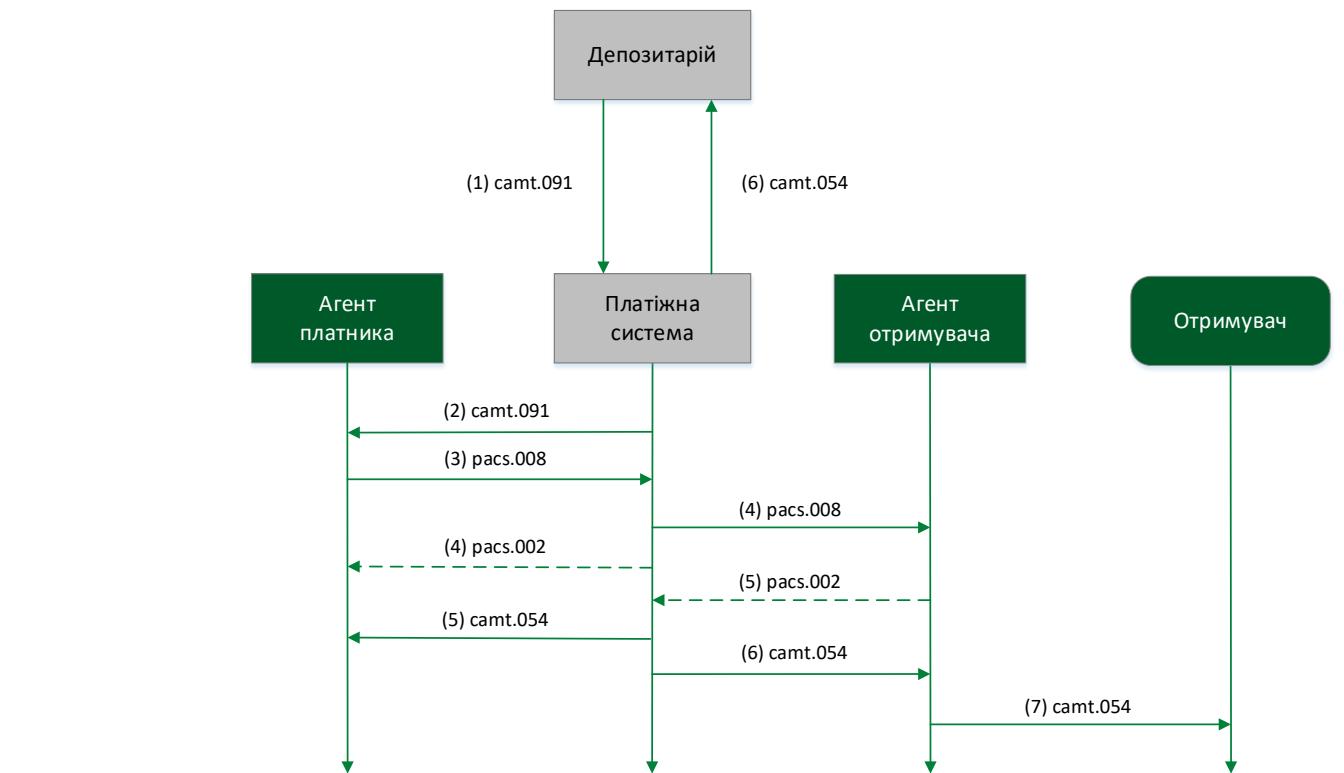 Депозитарій
(1) camt.091
(6) camt.054
Агент
платника
Платіжна
система
Агент
отримувача
Отримувач
(2) camt.091
(3) pacs.008
(4) pacs.008
(4) pacs.002
(5) pacs.002
(5) camt.054
(6) camt.054
(7) camt.054